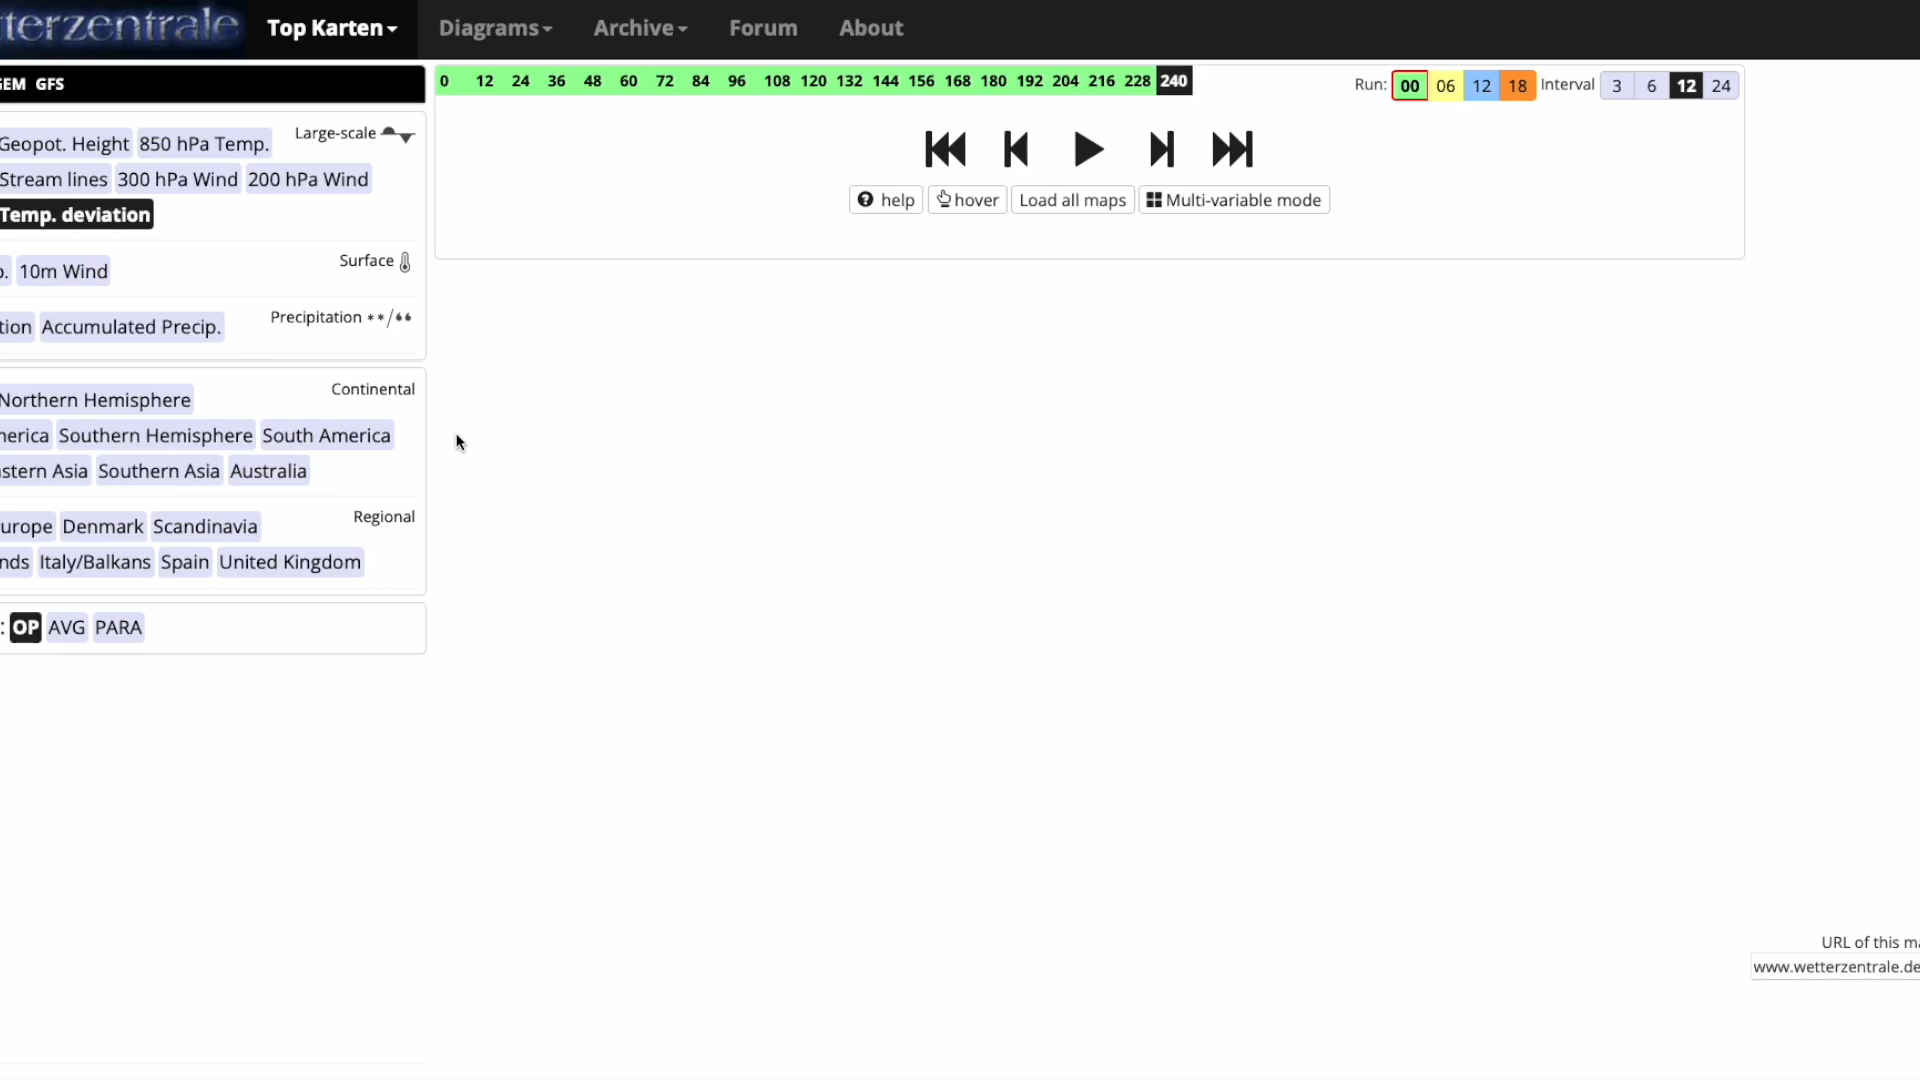 terzentrale Top Karten Diagrams Archive Forum About
EM GFS
0 12 24 36 48 60 72 84 96 108 120 132 144 156 168 180 192 204 216 228 240
Run: 00 06 12 18 Interval 3 6 12 24
Large-scale
Geopot. Height 850 hPa Temp.
Stream lines 300 hPa Wind 200 hPa Wind
Temp. deviation
help hover Load all maps Multi-variable mode
Surface
p. 10m Wind
Precipitation **/
tion Accumulated Precip.
Continental
Northern Hemisphere
nerica Southern Hemisphere South America
astern Asia Southern Asia Australia
Regional
urope Denmark Scandinavia
nds Italy/Balkans Spain United Kingdom
: OP AVG PARA
URL of this ma
www.wetterzentrale.de